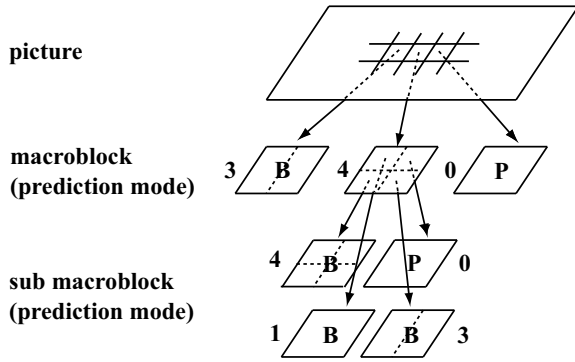 picture
macroblock
(prediction mode)
3 B 4 0 P
4 B P 0
sub macroblock
(prediction mode)
1 B B 3